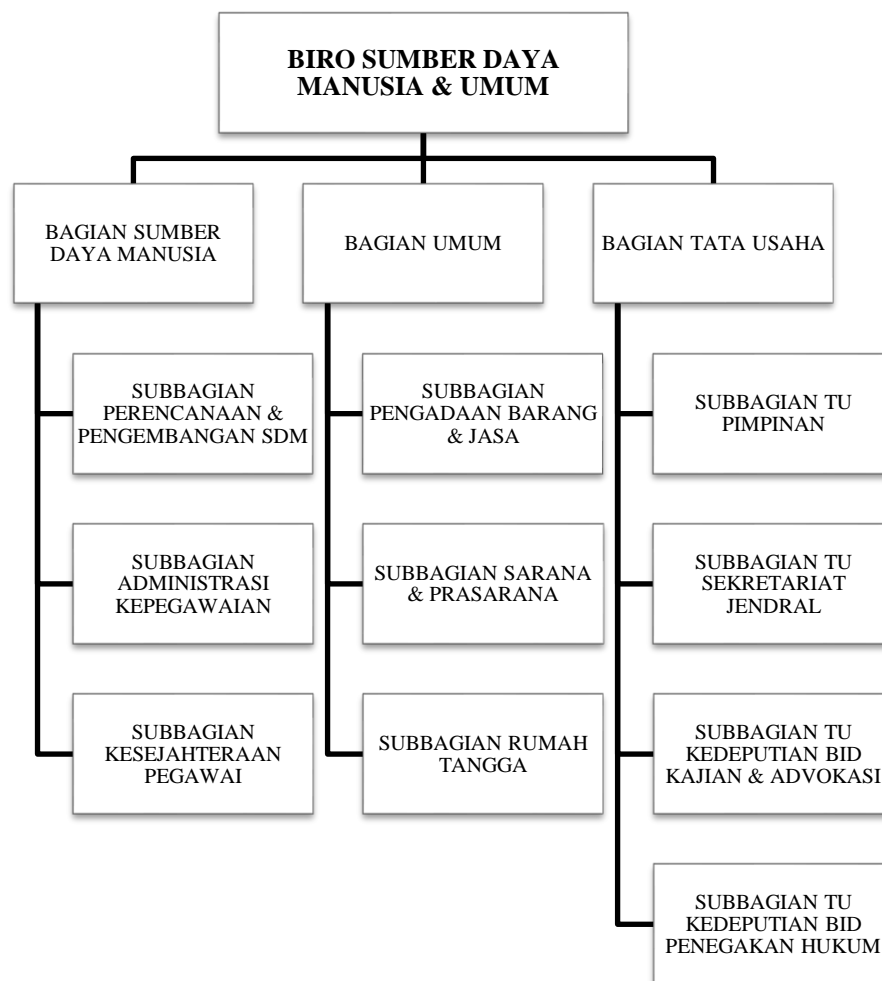 BIRO SUMBER DAYA
MANUSIA & UMUM
BAGIAN SUMBER
DAYA MANUSIA
SUBBAGIAN
PERENCANAAN &
PENGEMBANGAN SDM
SUBBAGIAN
ADMINISTRASI
KEPEGAWAIAN
SUBBAGIAN
KESEJAHTERAAN
PEGAWAI
BAGIAN UMUM
SUBBAGIAN
PENGADAAN BARANG
& JASA
SUBBAGIAN SARANA
& PRASARANA
SUBBAGIAN RUMAH
TANGGA
BAGIAN TATA USAHA
SUBBAGIAN TU
PIMPINAN
SUBBAGIAN TU
SEKRETARIAT
JENDRAL
SUBBAGIAN TU
KEDEPUTIAN BID
KAJIAN & ADVOKASI
SUBBAGIAN TU
KEDEPUTIAN BID
PENEGAKAN HUKUM